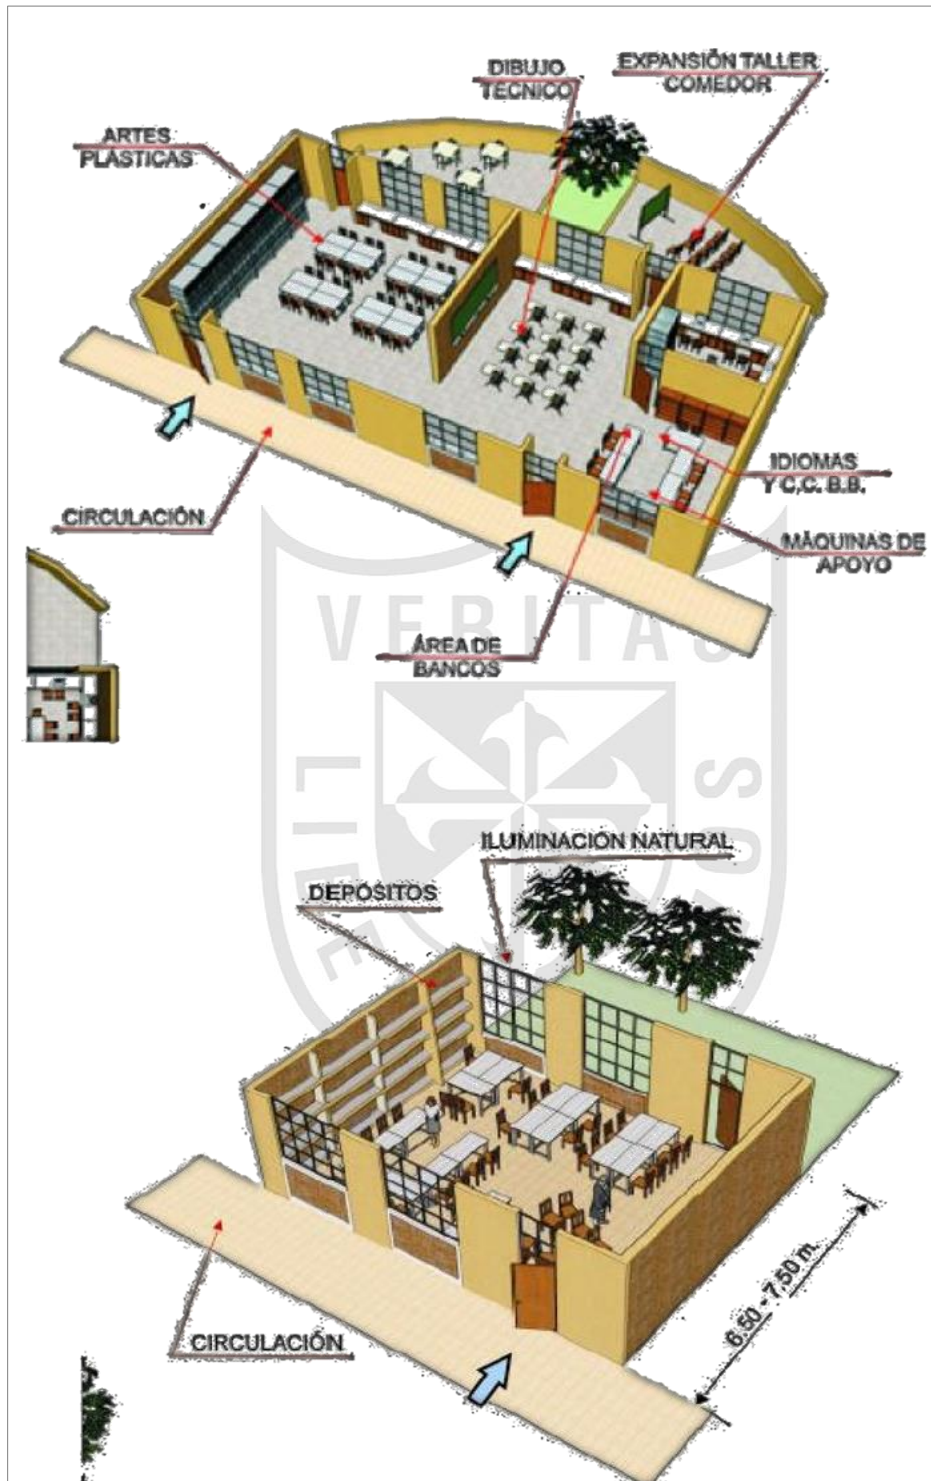 DIBUJO
TECNICO
EXPANSIÓN TALLER
COMEDOR
ARTES
PLÁSTICAS
IDIOMAS
Y C,C. B.B.
CIRCULACIÓN
MÁQUINAS DE
APOYO
ÁREA DE
BANCOS
VERITAS
ILUMINACIÓN NATURAL
DEPÓSITOS
6.50 - 7.50 m.
CIRCULACIÓN